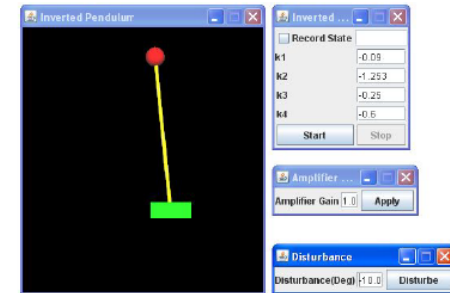 Inverted Pendulum
Inverted ...
Record State
k1 -0.09
k2 -1.253
k3 -0.25
k4 -0.6
Start Stop
Amplifier ...
Amplifier Gain 1.0 Apply
Disturbance
Disturbance(Deg) -10.0 Disturbe